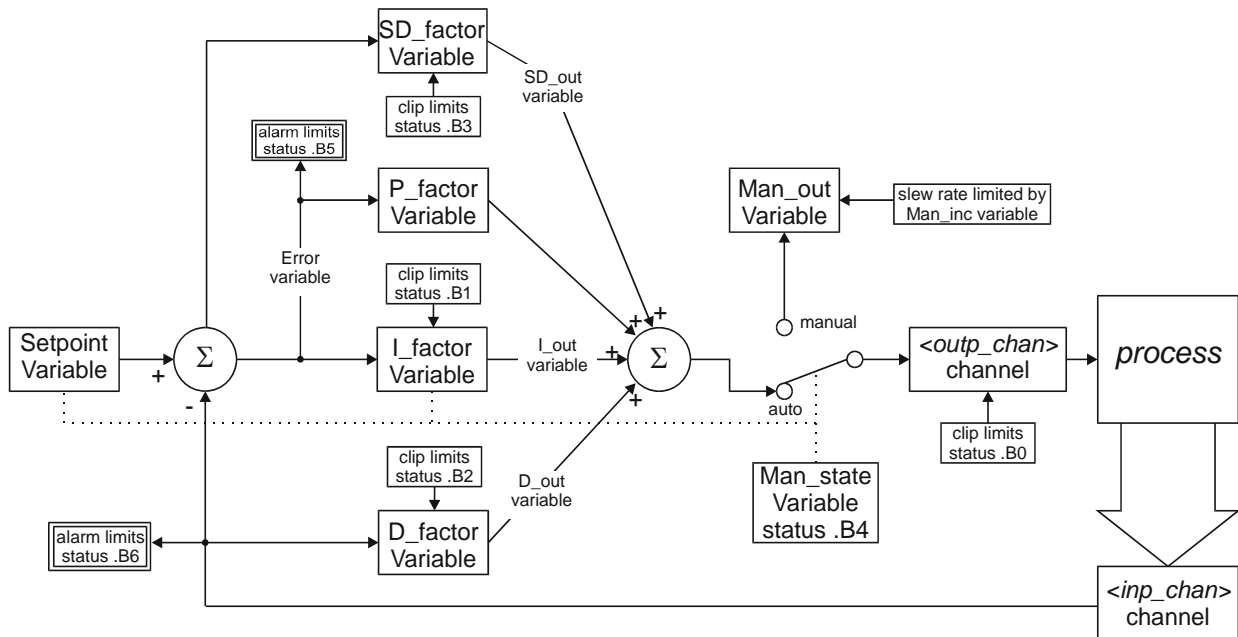 SD_factor
Variable
SD_out
variable
clip limits
status .B3
alarm limits
status .B5
P_factor
Variable
Man_out
Variable
slew rate limited by
Man_inc variable
Error
variable
clip limits
status .B1
+
+
manual
Setpoint
Variable
+
Σ
-
I_factor
Variable
I_out
variable
+
Σ
+
auto
<outp_chan>
channel
process
clip limits
status .B0
clip limits
status .B2
D_out
variable
Man_state
Variable
status .B4
alarm limits
status .B6
D_factor
Variable
<inp_chan>
channel